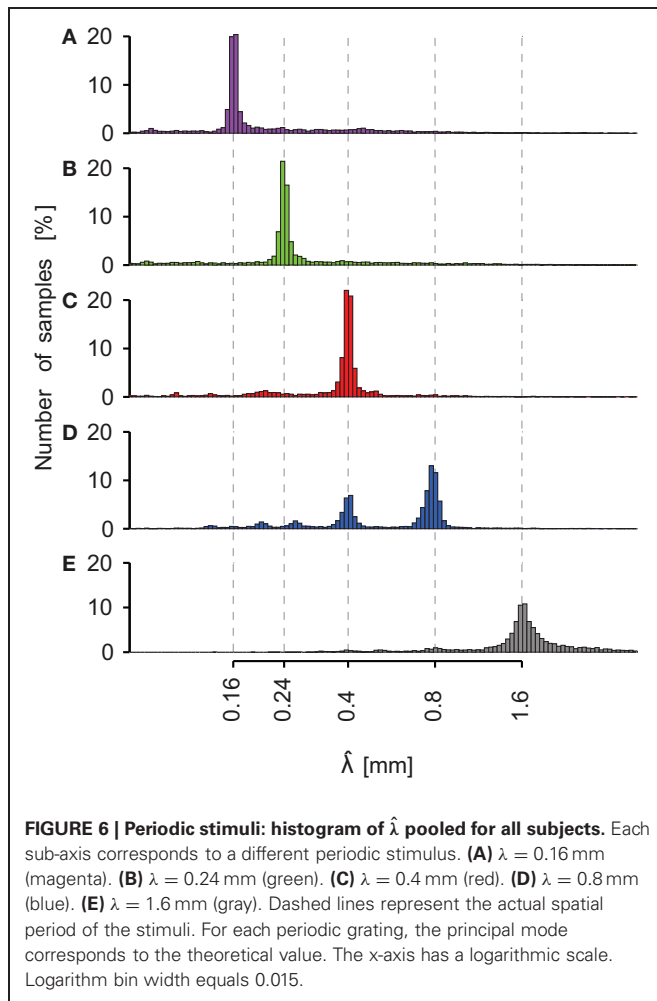 A 20
10
0
B 20
10
0
C 20
10
0
D 20
10
0
E 20
10
0
Number of samples [%]
0.16
0.24
0.4
0.8
1.6
λ̂ [mm]
FIGURE 6 | Periodic stimuli: histogram of λ̂ pooled for all subjects. Each
sub-axis corresponds to a different periodic stimulus. (A) λ = 0.16 mm
(magenta). (B) λ = 0.24 mm (green). (C) λ = 0.4 mm (red). (D) λ = 0.8 mm
(blue). (E) λ = 1.6 mm (gray). Dashed lines represent the actual spatial
period of the stimuli. For each periodic grating, the principal mode
corresponds to the theoretical value. The x-axis has a logarithmic scale.
Logarithm bin width equals 0.015.